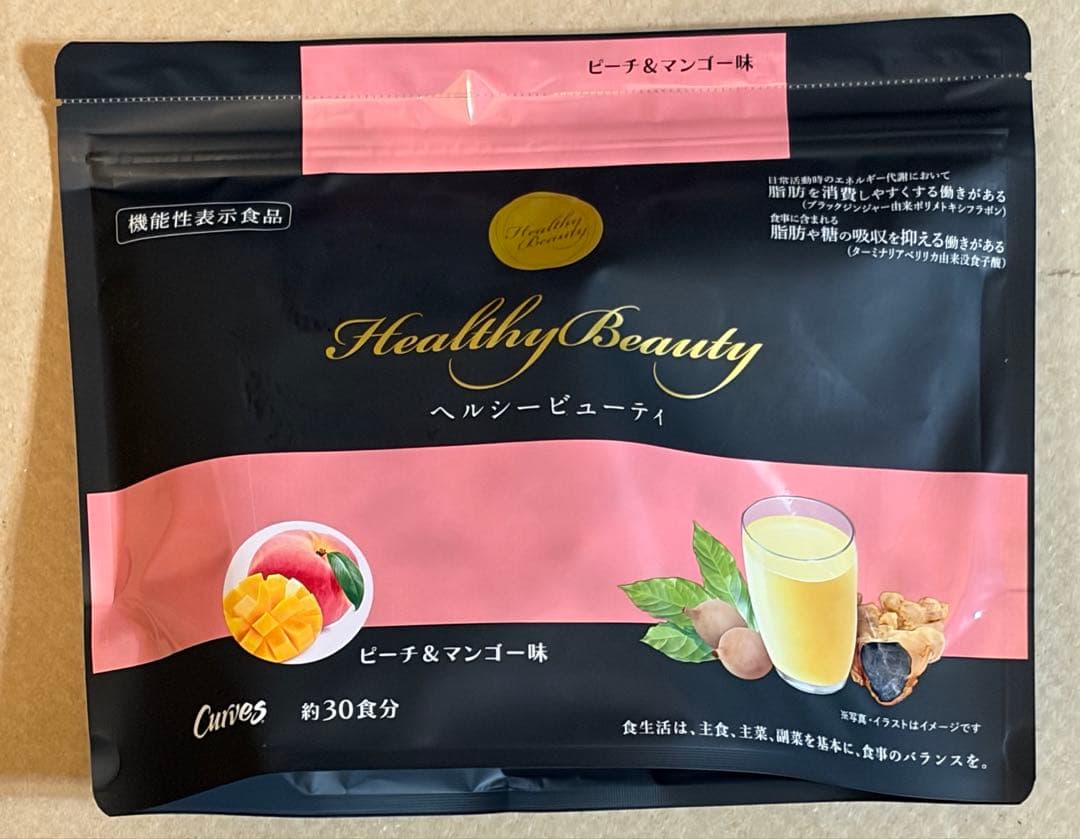 ピーチ&マンゴー味
機能性表示食品
日常活動時のエネルギー代謝において
脂肪を消費しやすくする働きがある
(ブラックジンジャー由来ポリメトキシフラボン)
食事に含まれる
脂肪や糖の吸収を抑える働きがある
(ターミナリアベリリカ由来没食子酸)
Healthy
Beauty
Healthy Beauty
ヘルシービューティ
ピーチ&マンゴー味
Curves
約30食分
※写真・イラストはイメージです
食生活は、主食、主菜、副菜を基本に、食事のバランスを。